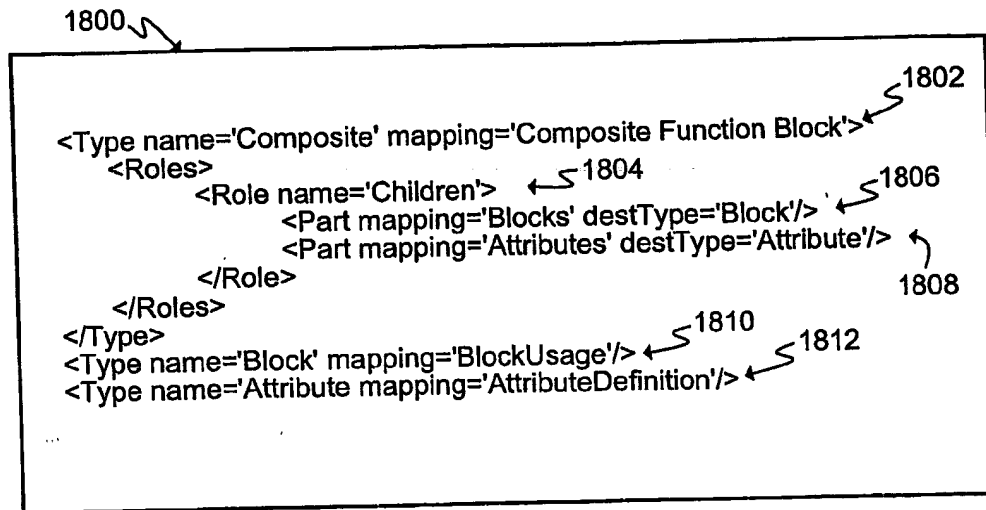 1800
1802
<Type name='Composite' mapping='Composite Function Block'>
<Roles>
<Role name='Children'>
1804
1806
<Part mapping='Blocks' destType='Block'/>
<Part mapping='Attributes' destType='Attribute'/>
1808
</Role>
</Roles>
</Type>
1810
<Type name='Block' mapping='BlockUsage'/>
1812
<Type name='Attribute mapping='AttributeDefinition'/>
...